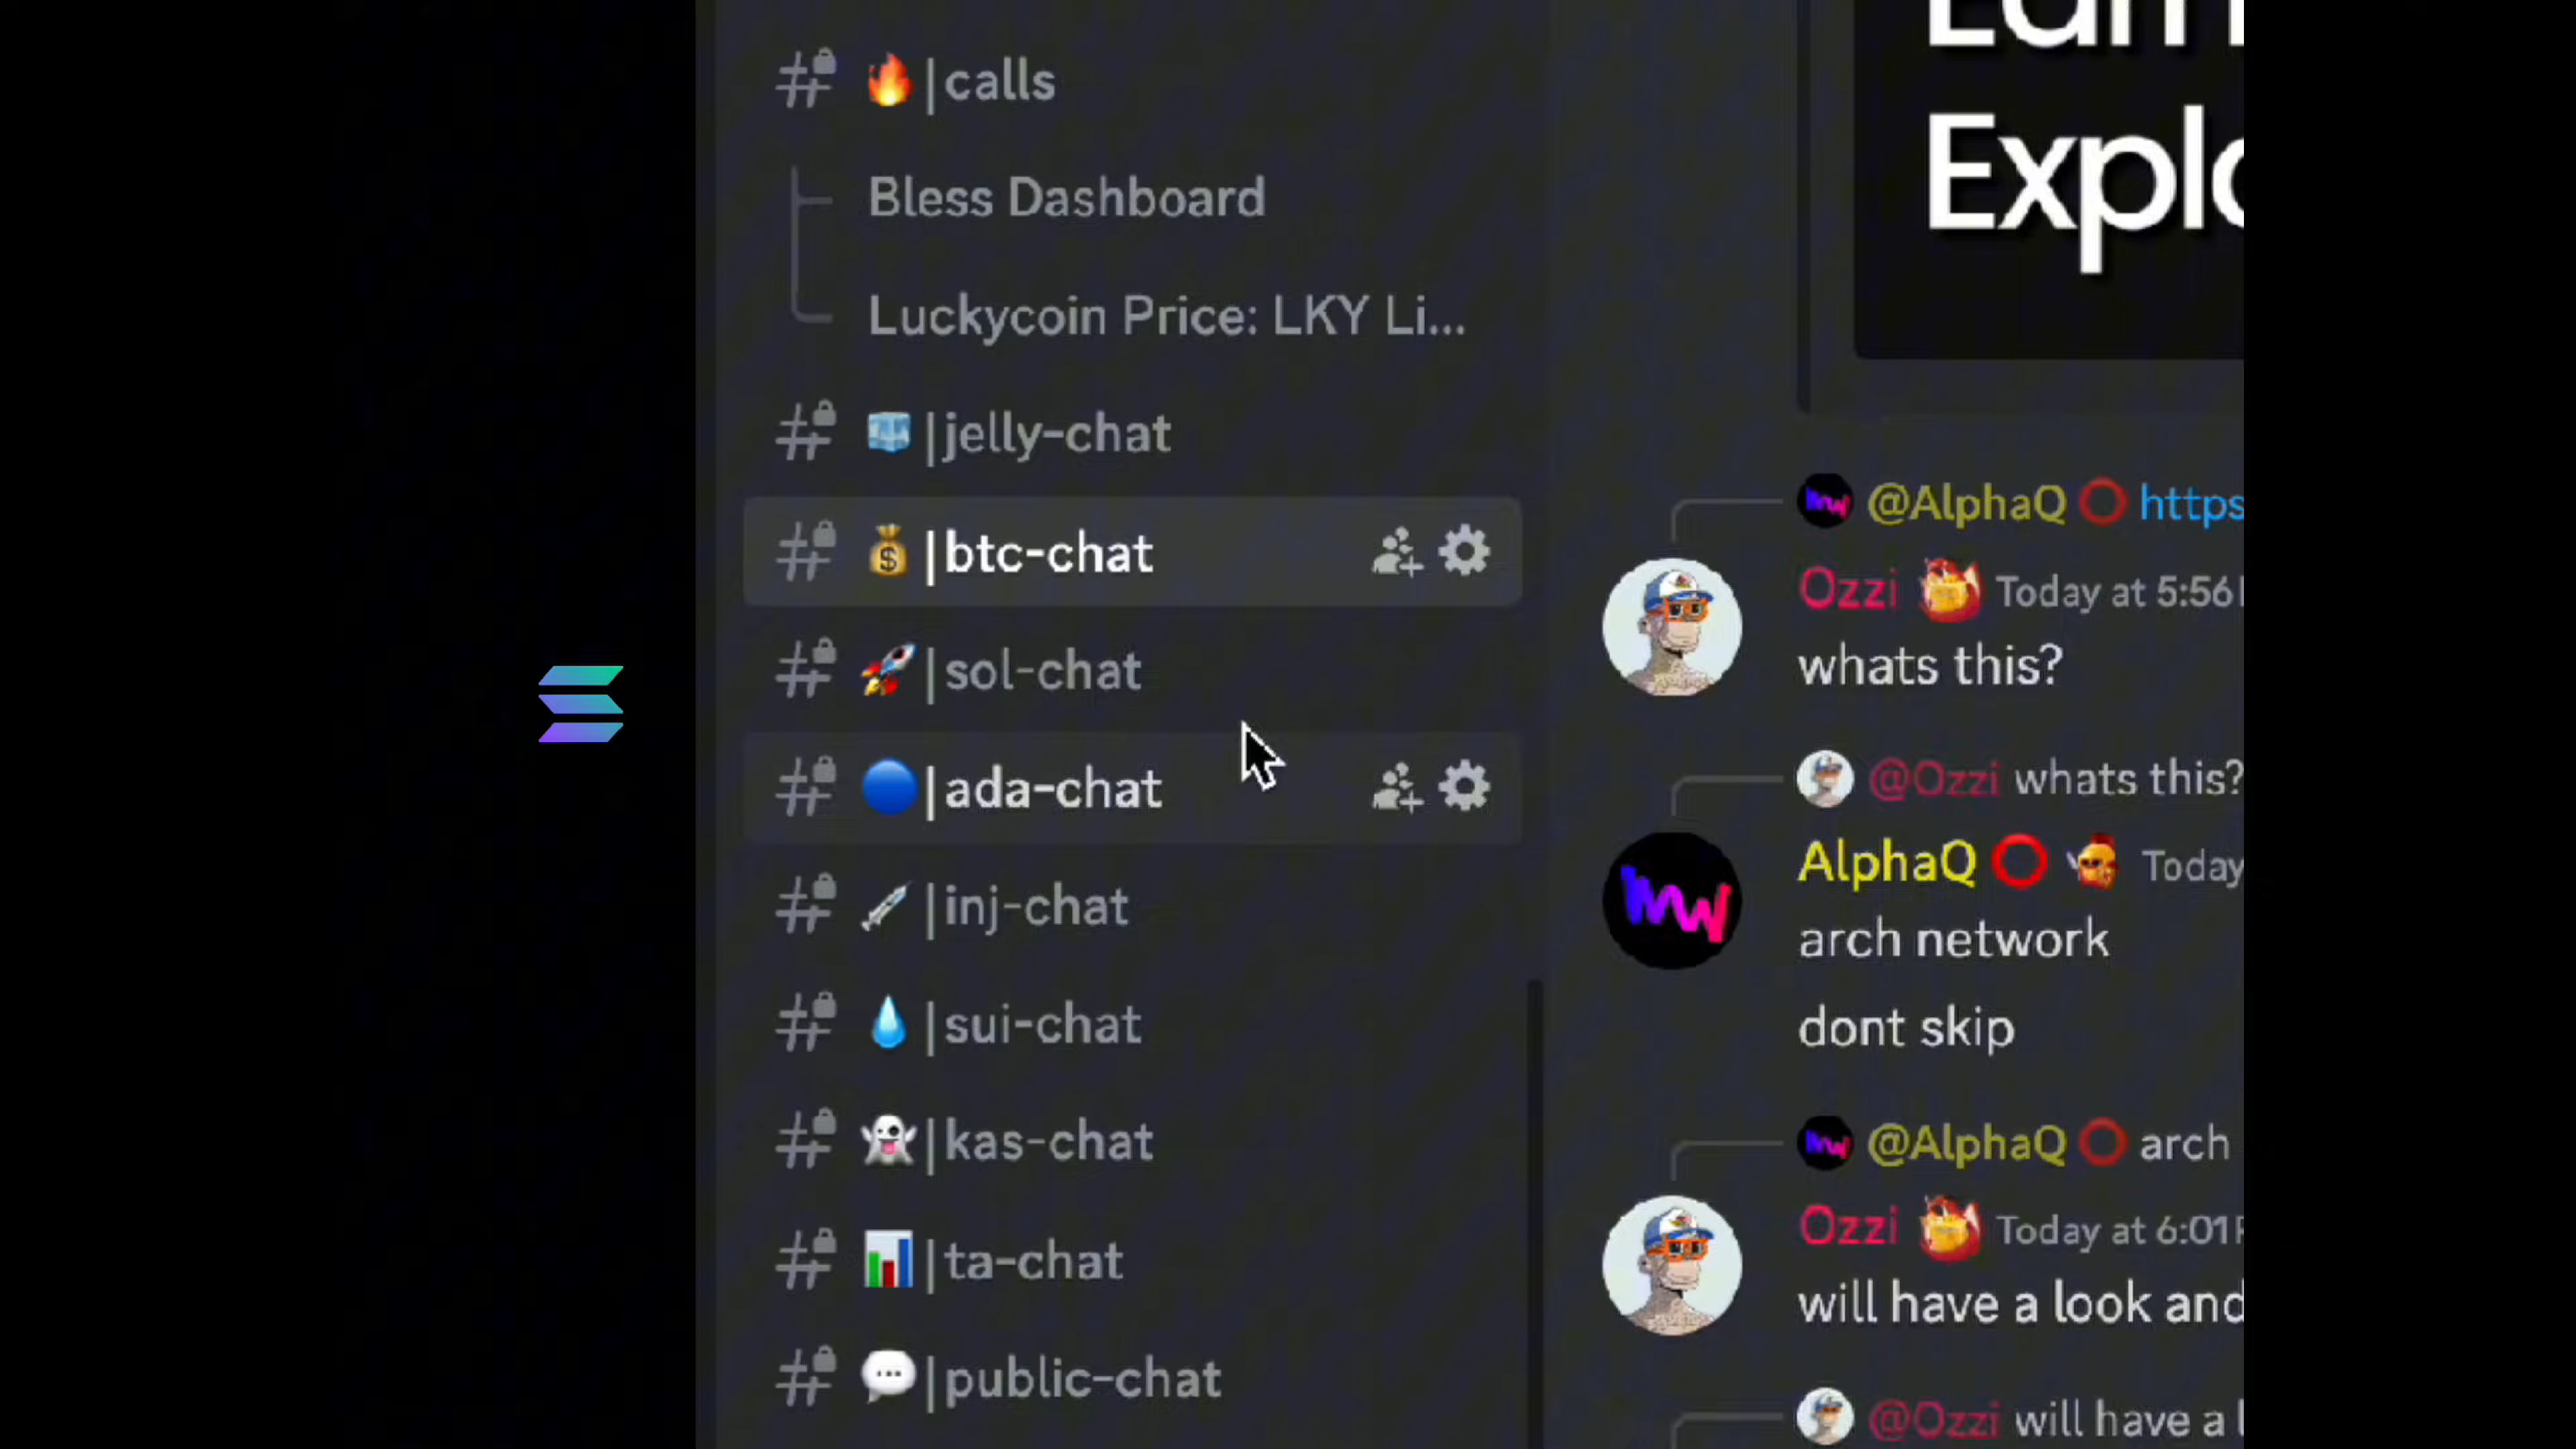 |calls
Bless Dashboard
Luckycoin Price: LKY Li...
|jelly-chat
|btc-chat
|sol-chat
|ada-chat
|inj-chat
|sui-chat
|kas-chat
|ta-chat
|public-chat
Explo
@AlphaQ https
Ozzi Today at 5:56
whats this?
@Ozzi whats this?
AlphaQ Today
arch network
dont skip
@AlphaQ arch
Ozzi Today at 6:01
will have a look and
@Ozzi will have a l